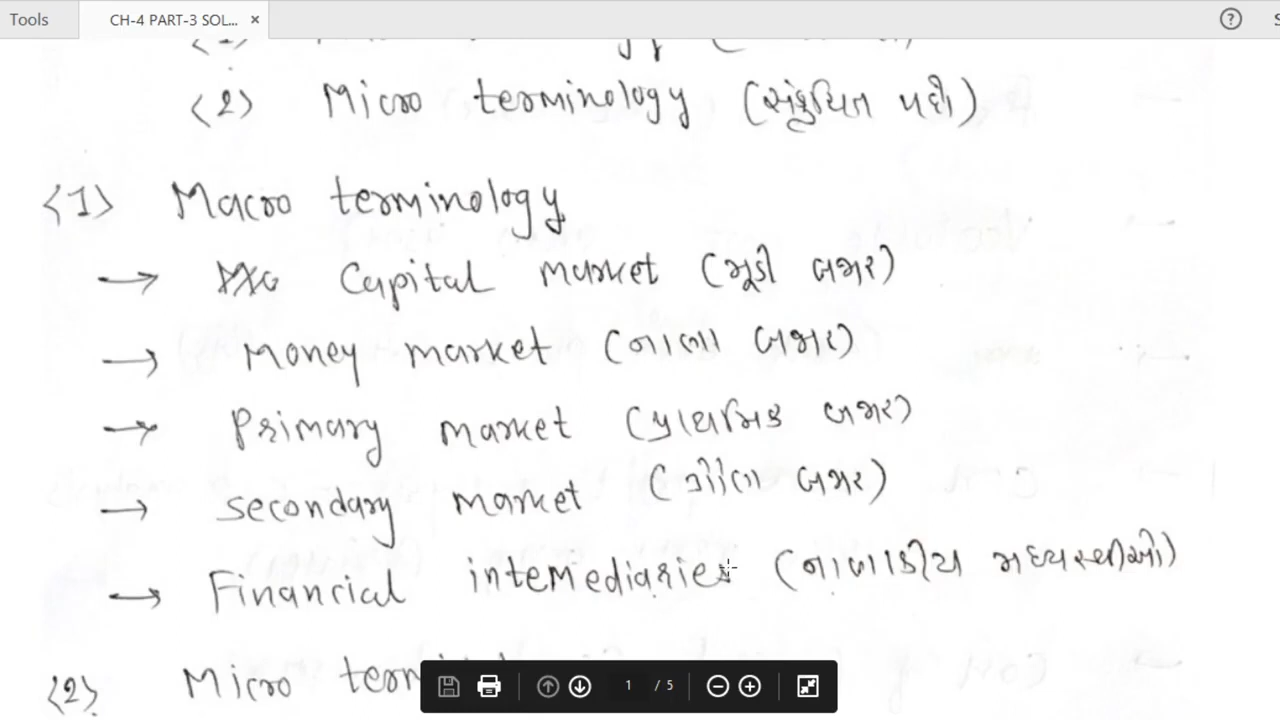 Tools CH-4 PART-3 SOL... ×
<2> Micro terminology (સંકુચિત પદો)
<1> Macro terminology
→ Capital market (મૂડી બજાર)
→ Money market (નાણા બજાર)
→ Primary market (પ્રાથમિક બજાર)
→ secondary market (ગૌણ બજાર)
→ Financial intemediaries (નાણાકીય મધ્યસ્થીઓ)
<2> Micro
1 / 5